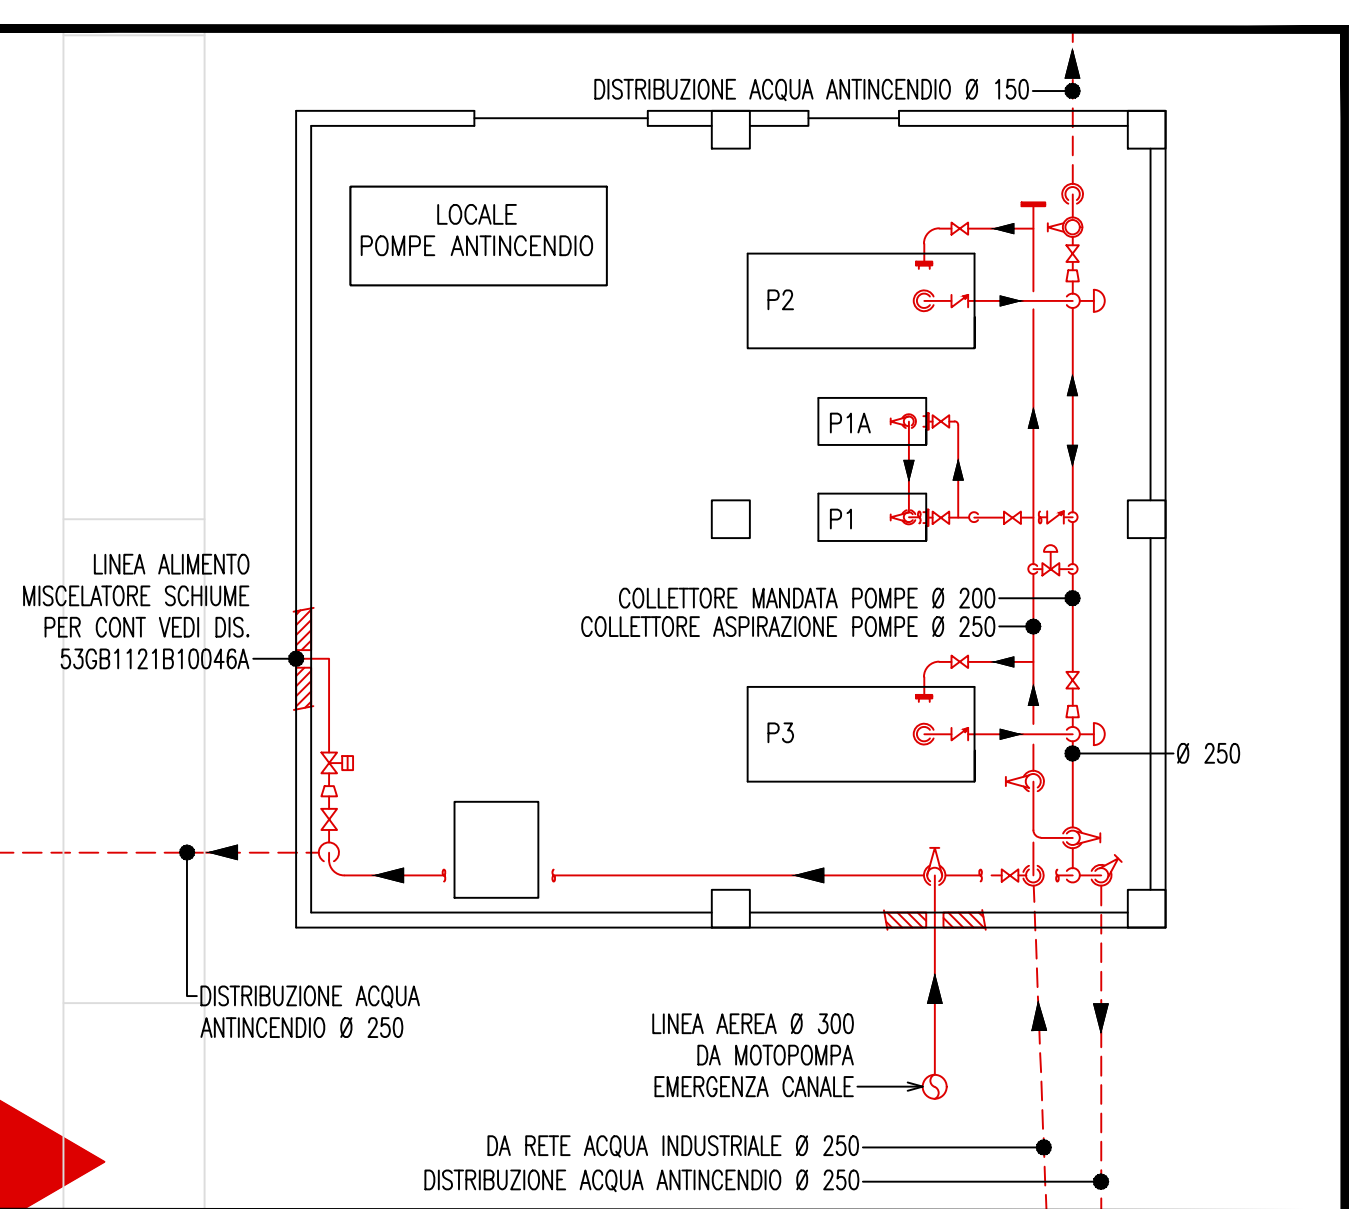 DISTRIBUZIONE ACQUA ANTINCENDIO Ø 150
LOCALE
POMPE ANTINCENDIO
P2
P1A
P1
LINEA ALIMENTO
MISCELATORE SCHIUME
PER CONT VEDI DIS.
53GB1121B10046A
COLLETTORE MANDATA POMPE Ø 200
COLLETTORE ASPIRAZIONE POMPE Ø 250
P3
Ø 250
DISTRIBUZIONE ACQUA
ANTINCENDIO Ø 250
LINEA AEREA Ø 300
DA MOTOPOMPA
EMERGENZA CANALE
DA RETE ACQUA INDUSTRIALE Ø 250
DISTRIBUZIONE ACQUA ANTINCENDIO Ø 250